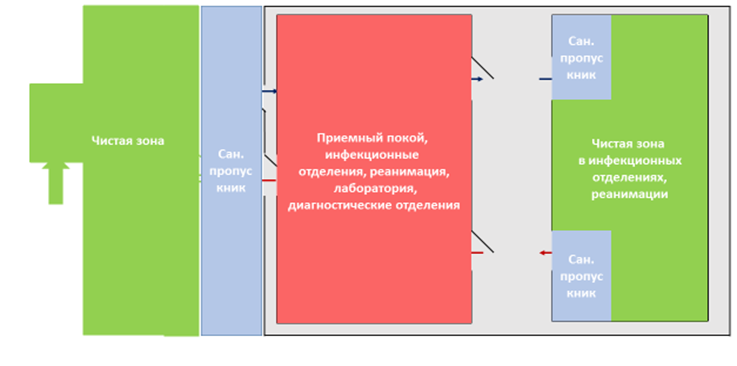 Чистая зона
Сан.
пропус
кник
Приемный покой,
инфекционные
отделения, реанимация,
лаборатория,
диагностические отделения
Сан.
пропус
кник
Чистая зона
в инфекционных
отделениях,
реанимации
Сан.
пропус
кник